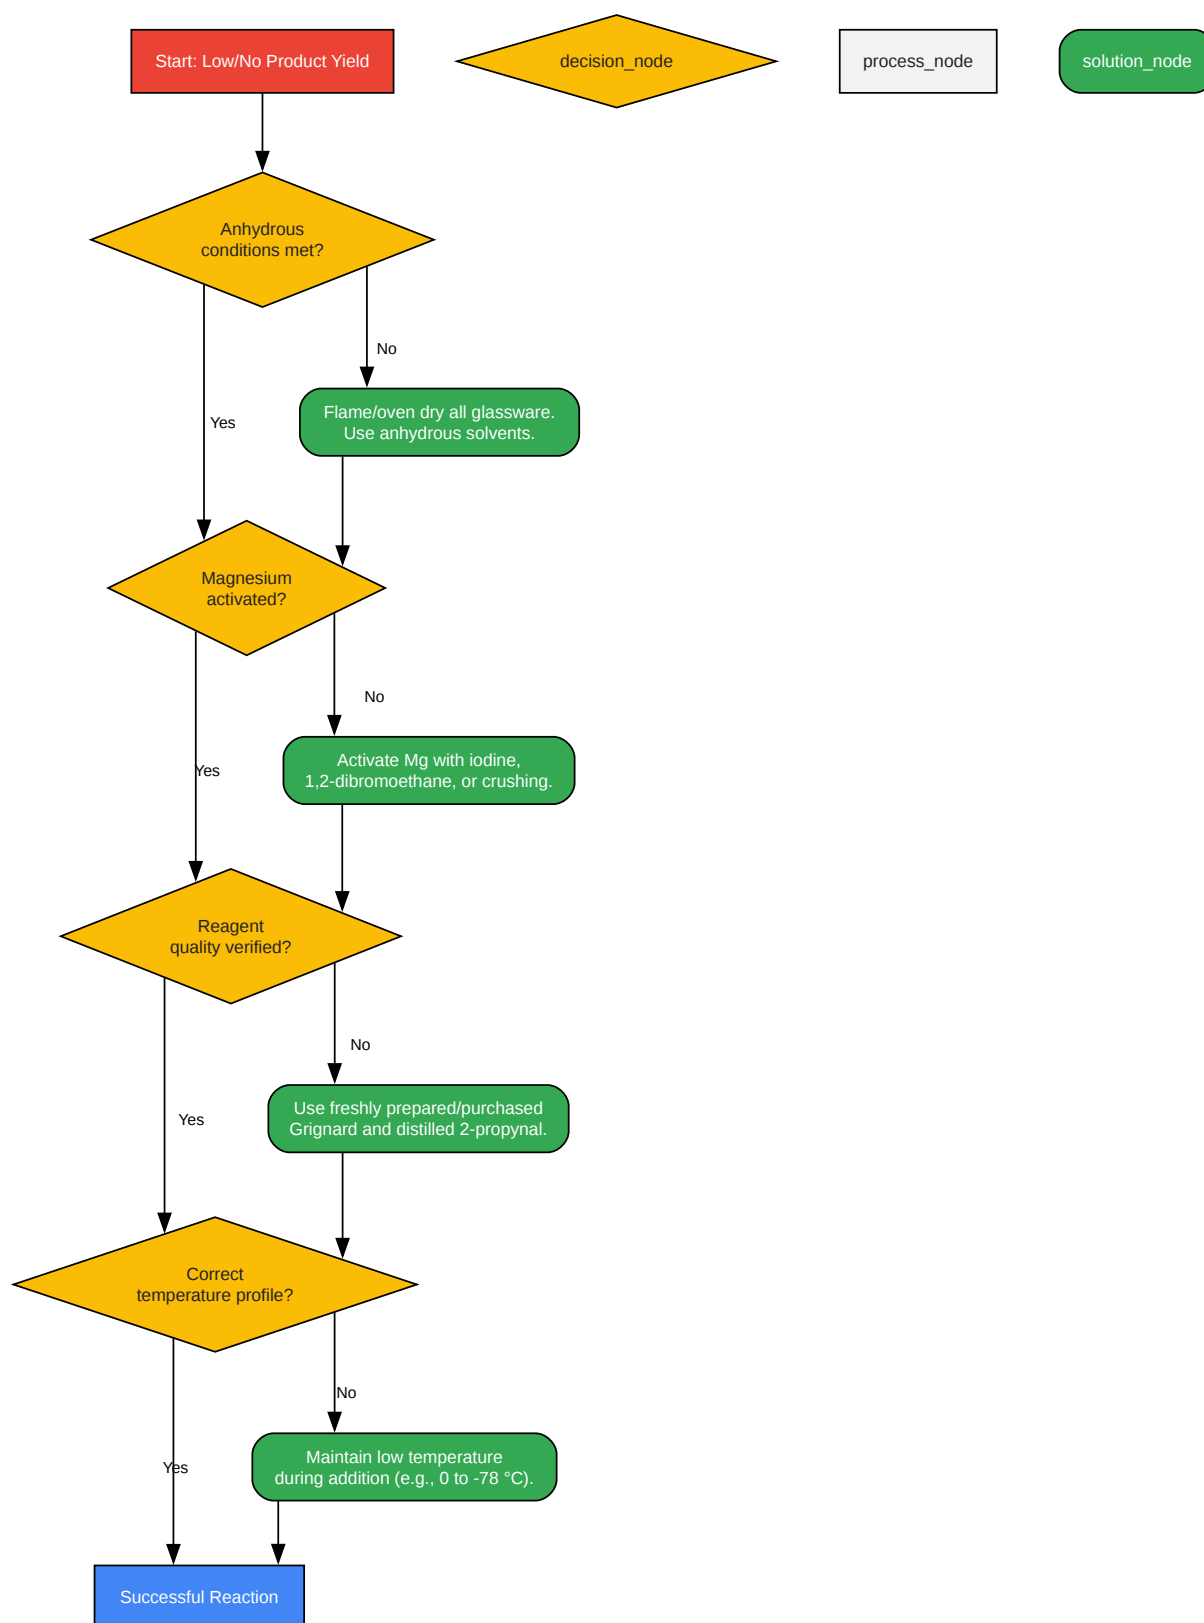 Start: Low/No Product Yield
decision_node
process_node
solution_node
Anhydrous
conditions met?
No
Yes
Flame/oven dry all glassware.
Use anhydrous solvents.
Magnesium
activated?
No
Yes
Activate Mg with iodine,
1,2-dibromoethane, or crushing.
Reagent
quality verified?
No
Yes
Use freshly prepared/purchased
Grignard and distilled 2-propynal.
Correct
temperature profile?
No
Yes
Maintain low temperature
during addition (e.g., 0 to -78 °C).
Successful Reaction